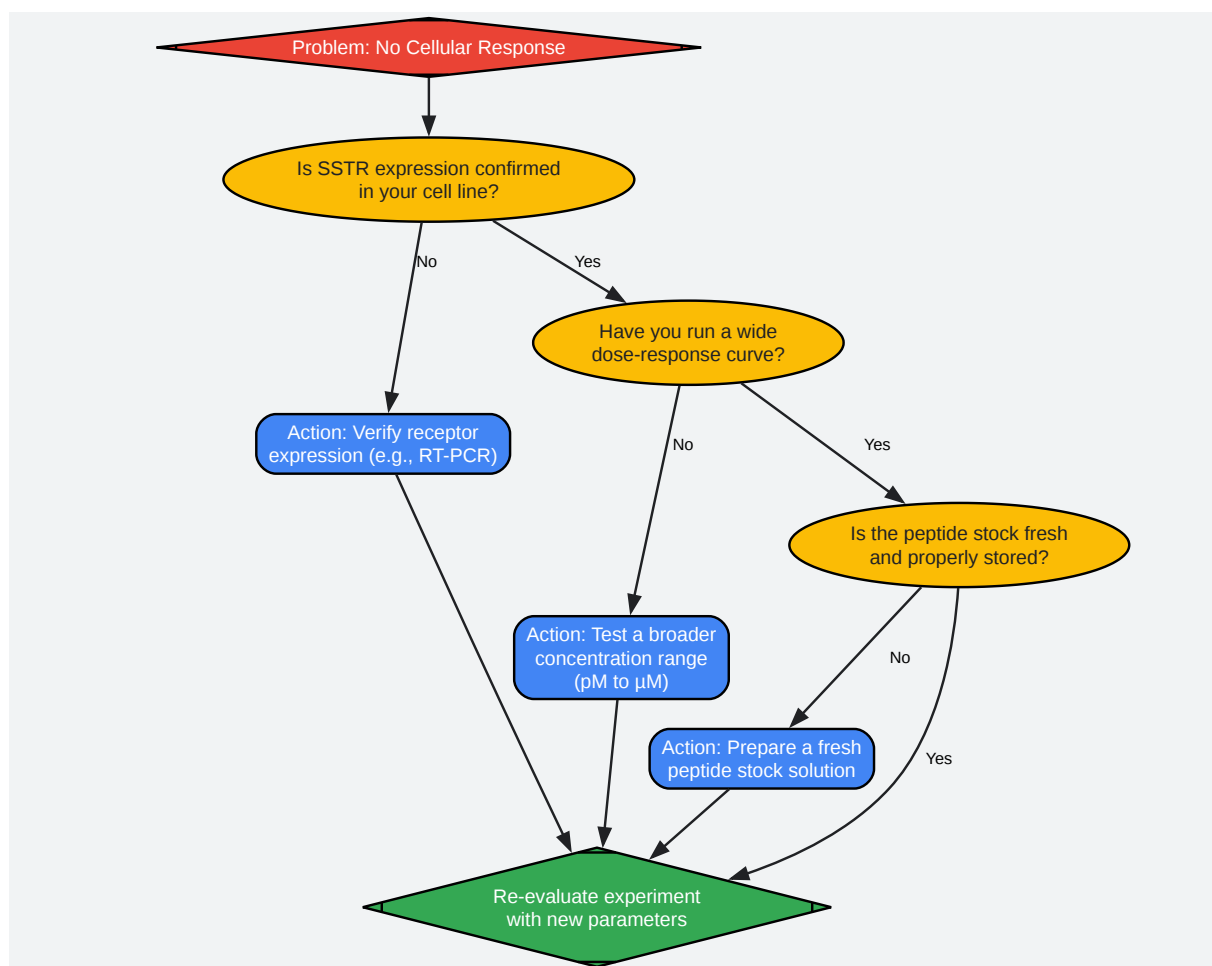 Problem: No Cellular Response
Is SSTR expression confirmed
in your cell line?
No
Yes
Have you run a wide
dose-response curve?
Action: Verify receptor
expression (e.g., RT-PCR)
No
Yes
Is the peptide stock fresh
and properly stored?
Action: Test a broader
concentration range
(pM to µM)
No
Action: Prepare a fresh
peptide stock solution
Yes
Re-evaluate experiment
with new parameters